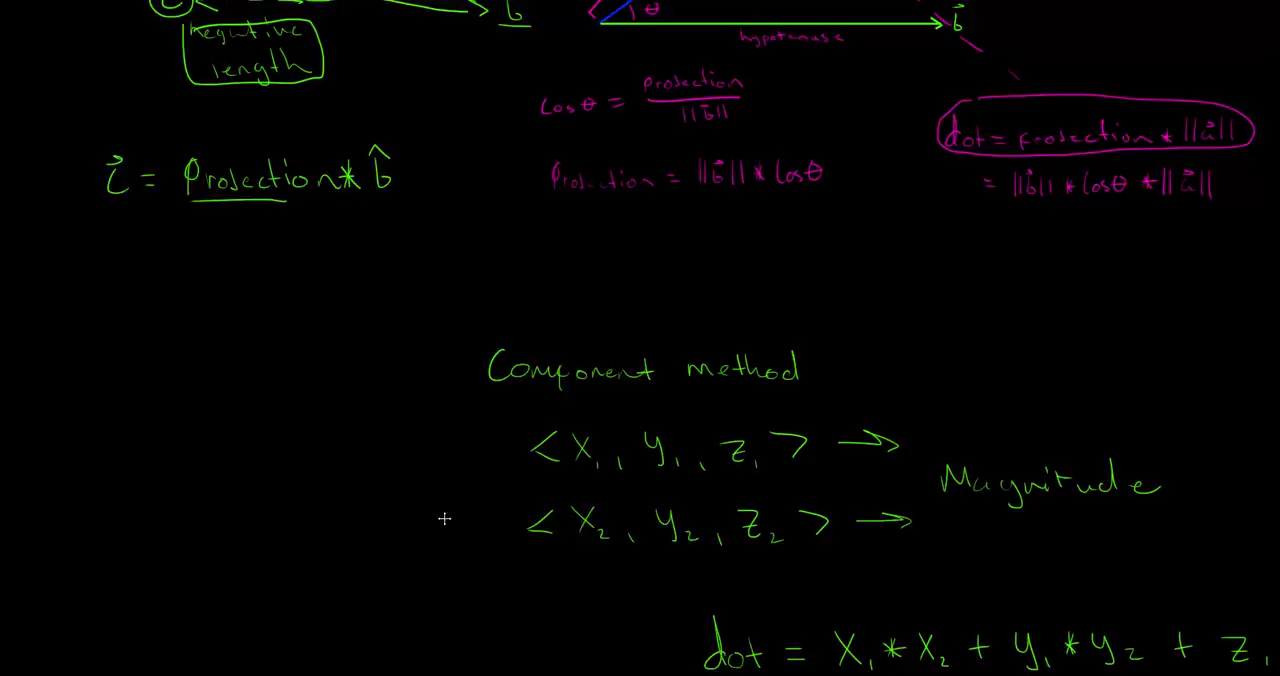 b
θ
b⃗
Negative
length
hypotenuse
cosθ = projection / ||b⃗||
dot = projection * ||a⃗||
c⃗ = Projection * b̂
Projection = ||b⃗|| * cosθ
= ||b⃗|| * cosθ * ||a⃗||
Component method
< x₁, y₁, z₁ > →
Magnitude
< x₂, y₂, z₂ > →
dot = x₁ * x₂ + y₁ * y₂ + z₁